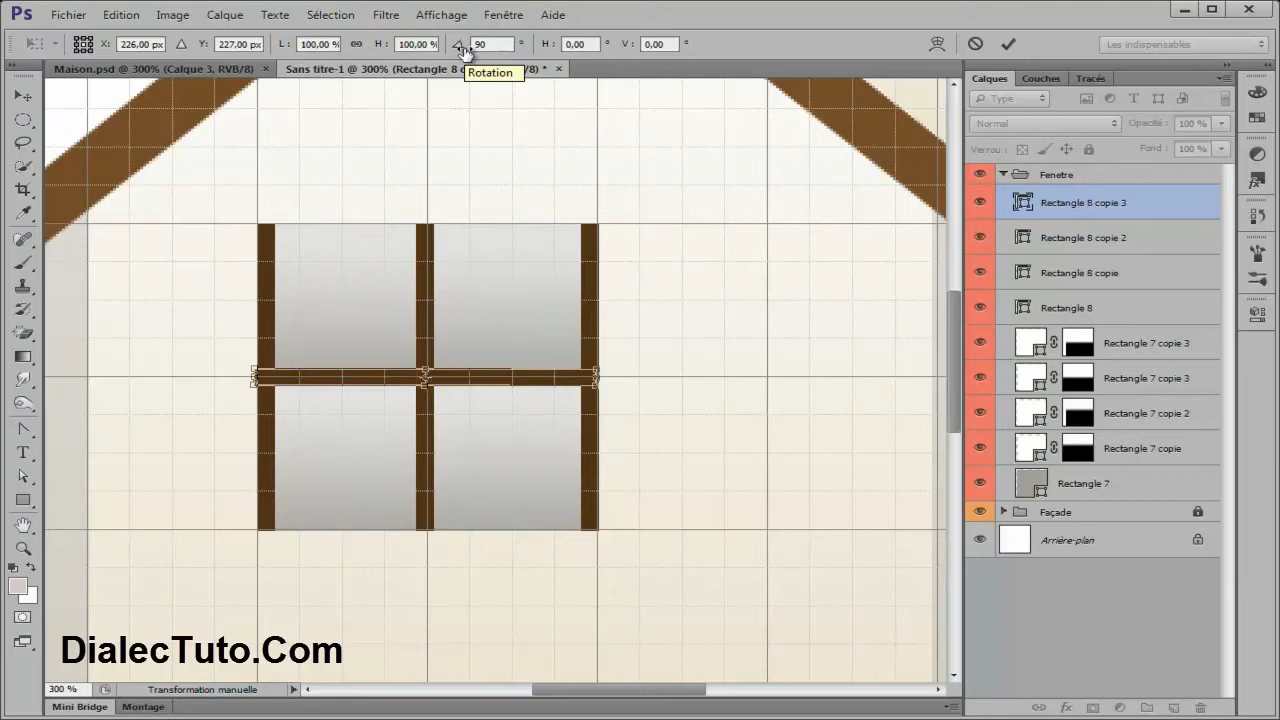 Ps Fichier Edition Image Calque Texte Sélection Filtre Affichage Fenêtre Aide
X: 226,00 px Y: 227,00 px L: 100,00 % H: 100,00 % 90 ° H: 0,00 ° V: 0,00 ° Les indispensables
Rotation
Maison.psd @ 300% (Calque 3, RVB/8) × Sans titre-1 @ 300% (Rectangle 8 c /8) * ×
Calques Couches Tracés
Type
Normal Opacité : 100 %
Verrou : Fond : 100 %
Fenetre
Rectangle 8 copie 3
Rectangle 8 copie 2
Rectangle 8 copie
Rectangle 8
Rectangle 7 copie 3
Rectangle 7 copie 3
Rectangle 7 copie 2
Rectangle 7 copie
Rectangle 7
Façade
Arrière-plan
DialecTuto.Com
300 % Transformation manuelle
Mini Bridge Montage